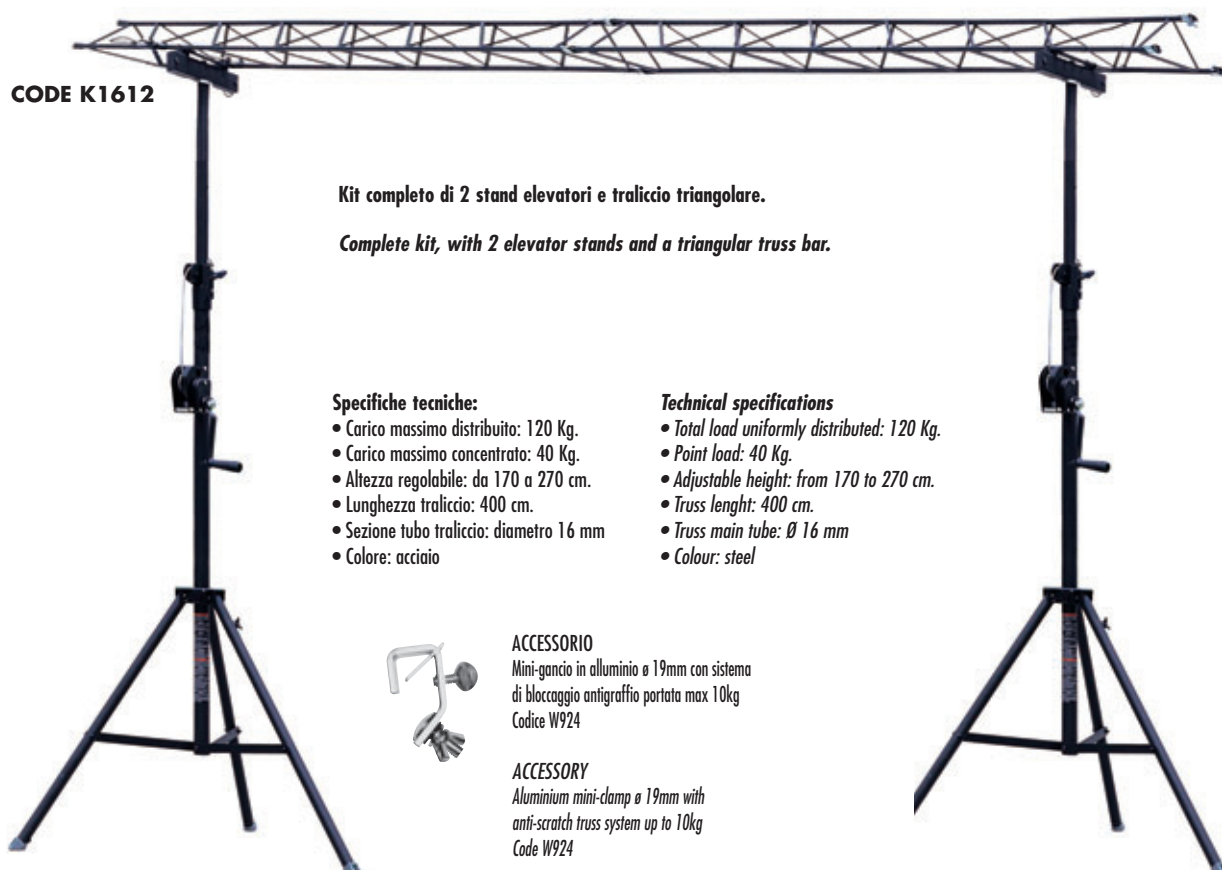 CODE K1612
Kit completo di 2 stand elevatori e traliccio triangolare.
Complete kit, with 2 elevator stands and a triangular truss bar.
Specifiche tecniche:
• Carico massimo distribuito: 120 Kg.
• Carico massimo concentrato: 40 Kg.
• Altezza regolabile: da 170 a 270 cm.
• Lunghezza traliccio: 400 cm.
• Sezione tubo traliccio: diametro 16 mm
• Colore: acciaio
Technical specifications
• Total load uniformly distributed: 120 Kg.
• Point load: 40 Kg.
• Adjustable height: from 170 to 270 cm.
• Truss lenght: 400 cm.
• Truss main tube: Ø 16 mm
• Colour: steel
ACCESSORIO
Mini-gancio in alluminio ø 19mm con sistema
di bloccaggio antigraffio portata max 10kg
Codice W924
ACCESSORY
Aluminium mini-clamp ø 19mm with
anti-scratch truss system up to 10kg
Code W924